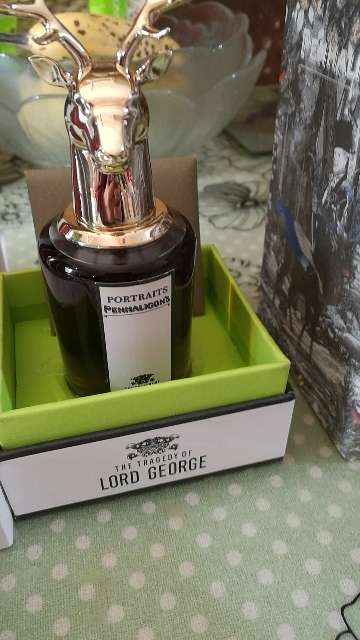 PORTRAITS
PENHALIGON'S
THE TRAGEDY OF
LORD GEORGE